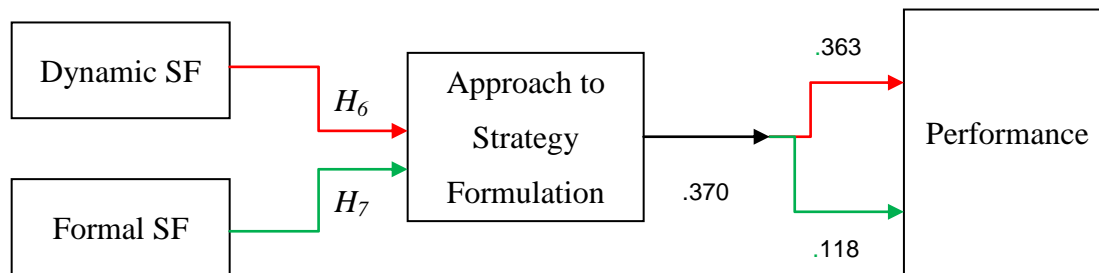 Dynamic SF
H6
Formal SF
H7
Approach to
Strategy
Formulation
.370
.363
.118
Performance